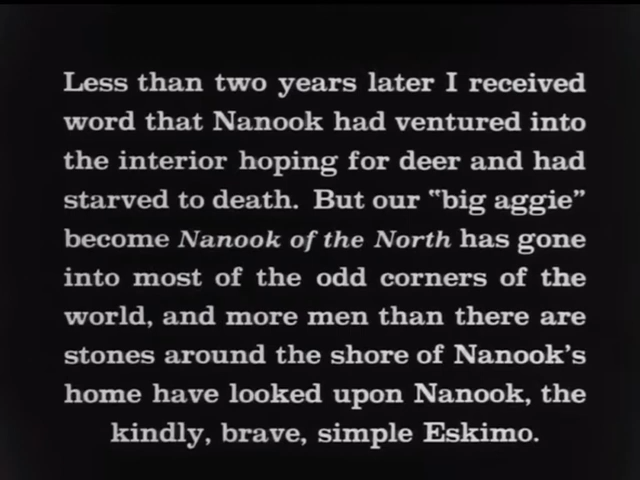 Less than two years later I received
word that Nanook had ventured into
the interior hoping for deer and had
starved to death. But our "big aggie"
become Nanook of the North has gone
into most of the odd corners of the
world, and more men than there are
stones around the shore of Nanook's
home have looked upon Nanook, the
kindly, brave, simple Eskimo.